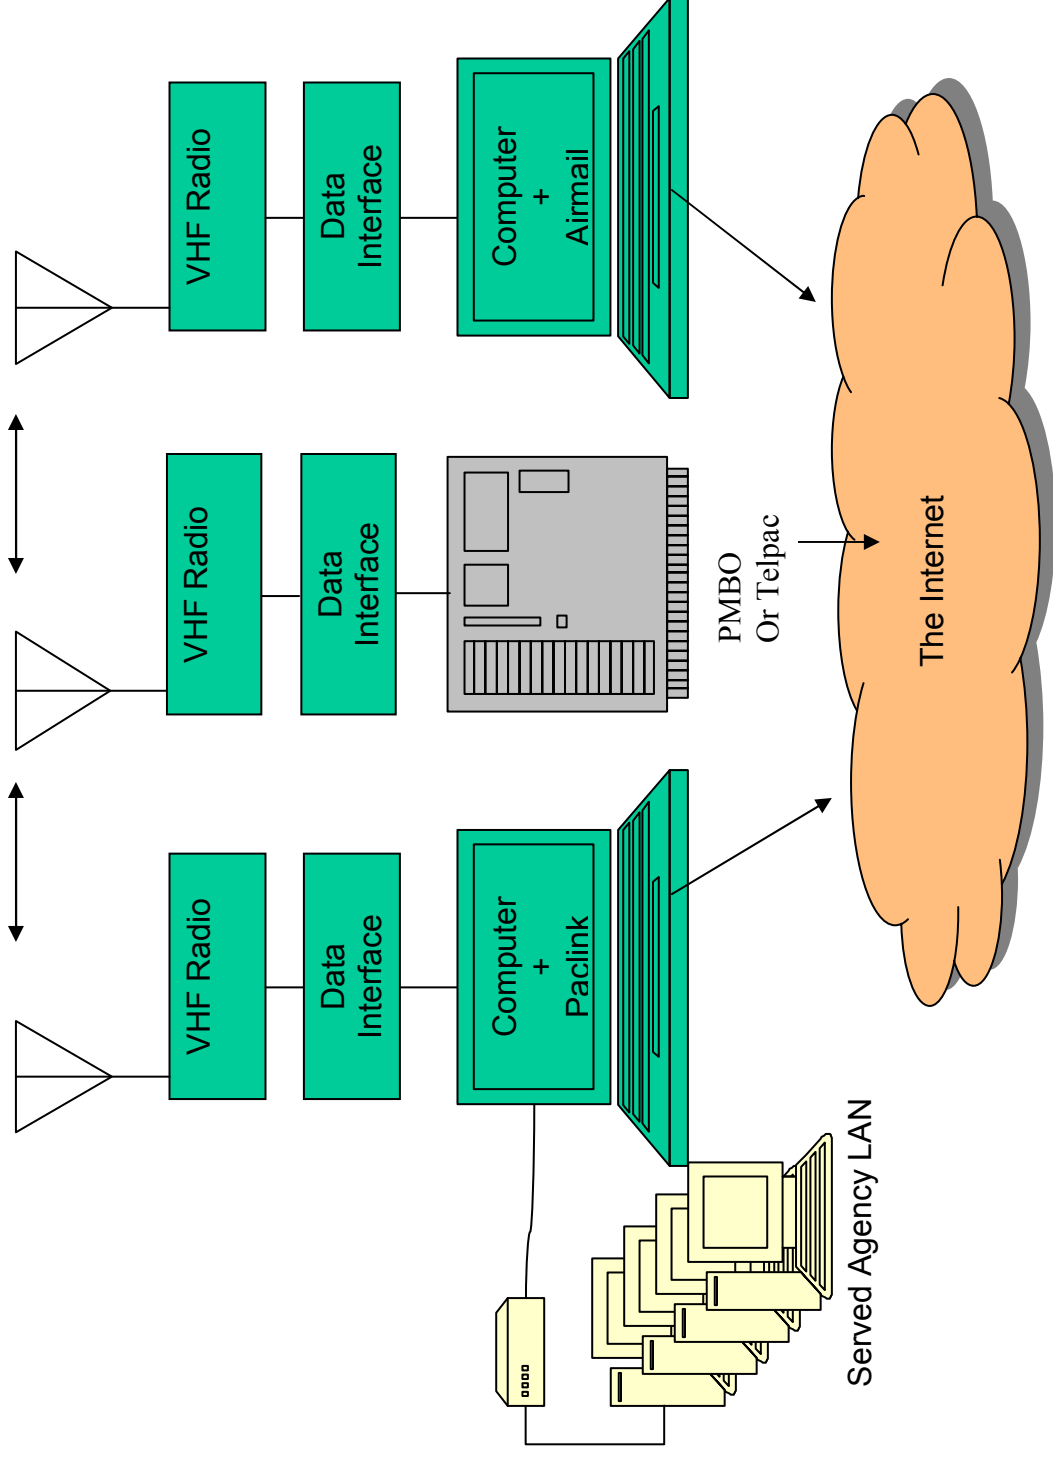 VHF Radio
Data
Interface
Computer
+
Paclink
Served Agency LAN
VHF Radio
Data
Interface
PMBO
Or Telpac
VHF Radio
Data
Interface
Computer
+
Airmail
The Internet